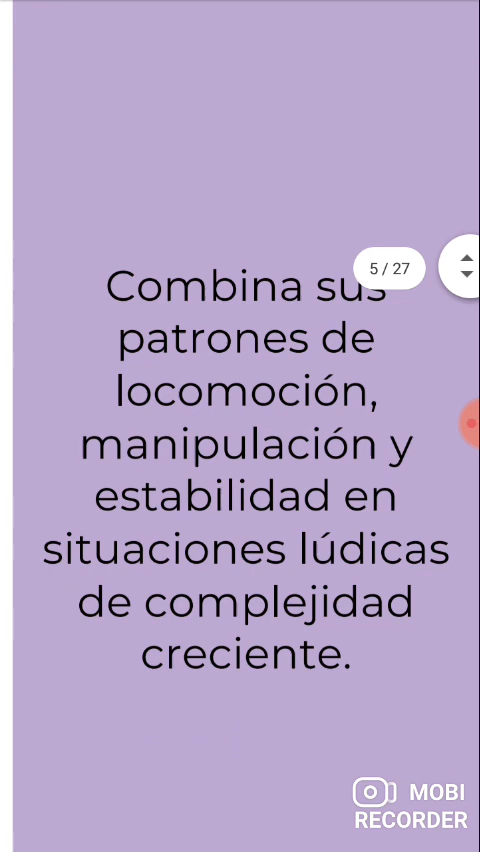 5 / 27
Combina sus
patrones de
locomoción,
manipulación y
estabilidad en
situaciones lúdicas
de complejidad
creciente.
MOBI
RECORDER